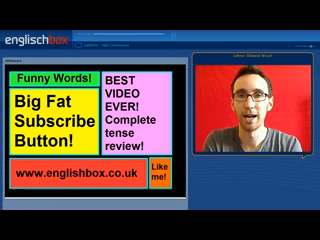 englischbox
Funny Words!
Big Fat
Subscribe
Button!
BEST
VIDEO
EVER!
Complete
tense
review!
www.englishbox.co.uk
Like
me!